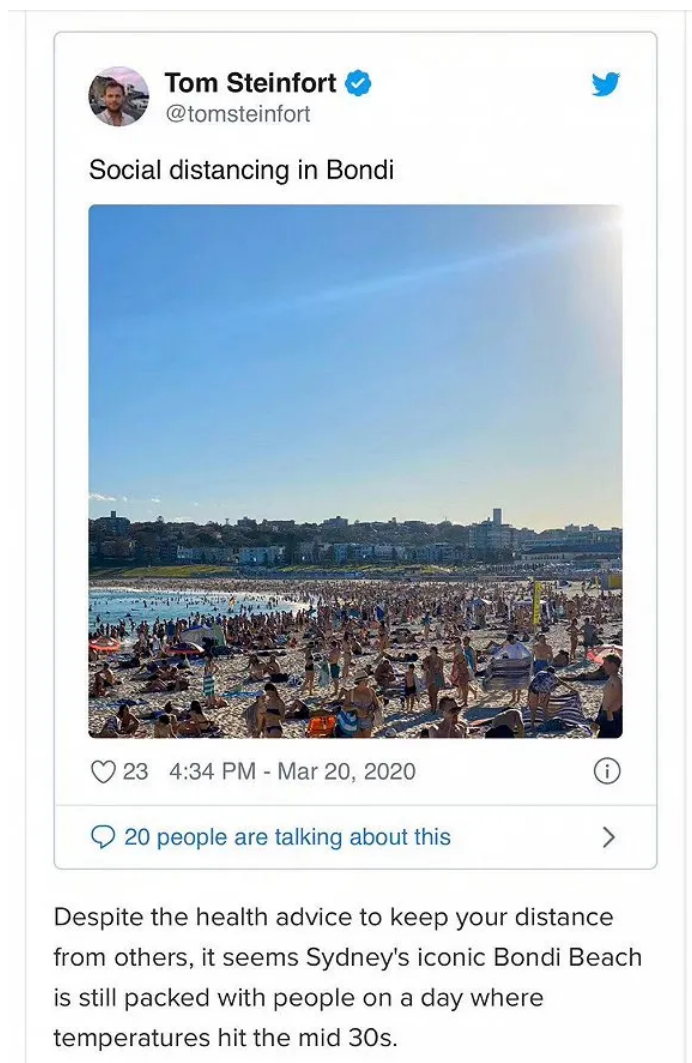 Tom Steinfort
@tomsteinfort
Social distancing in Bondi
23 4:34 PM - Mar 20, 2020
20 people are talking about this
Despite the health advice to keep your distance
from others, it seems Sydney's iconic Bondi Beach
is still packed with people on a day where
temperatures hit the mid 30s.